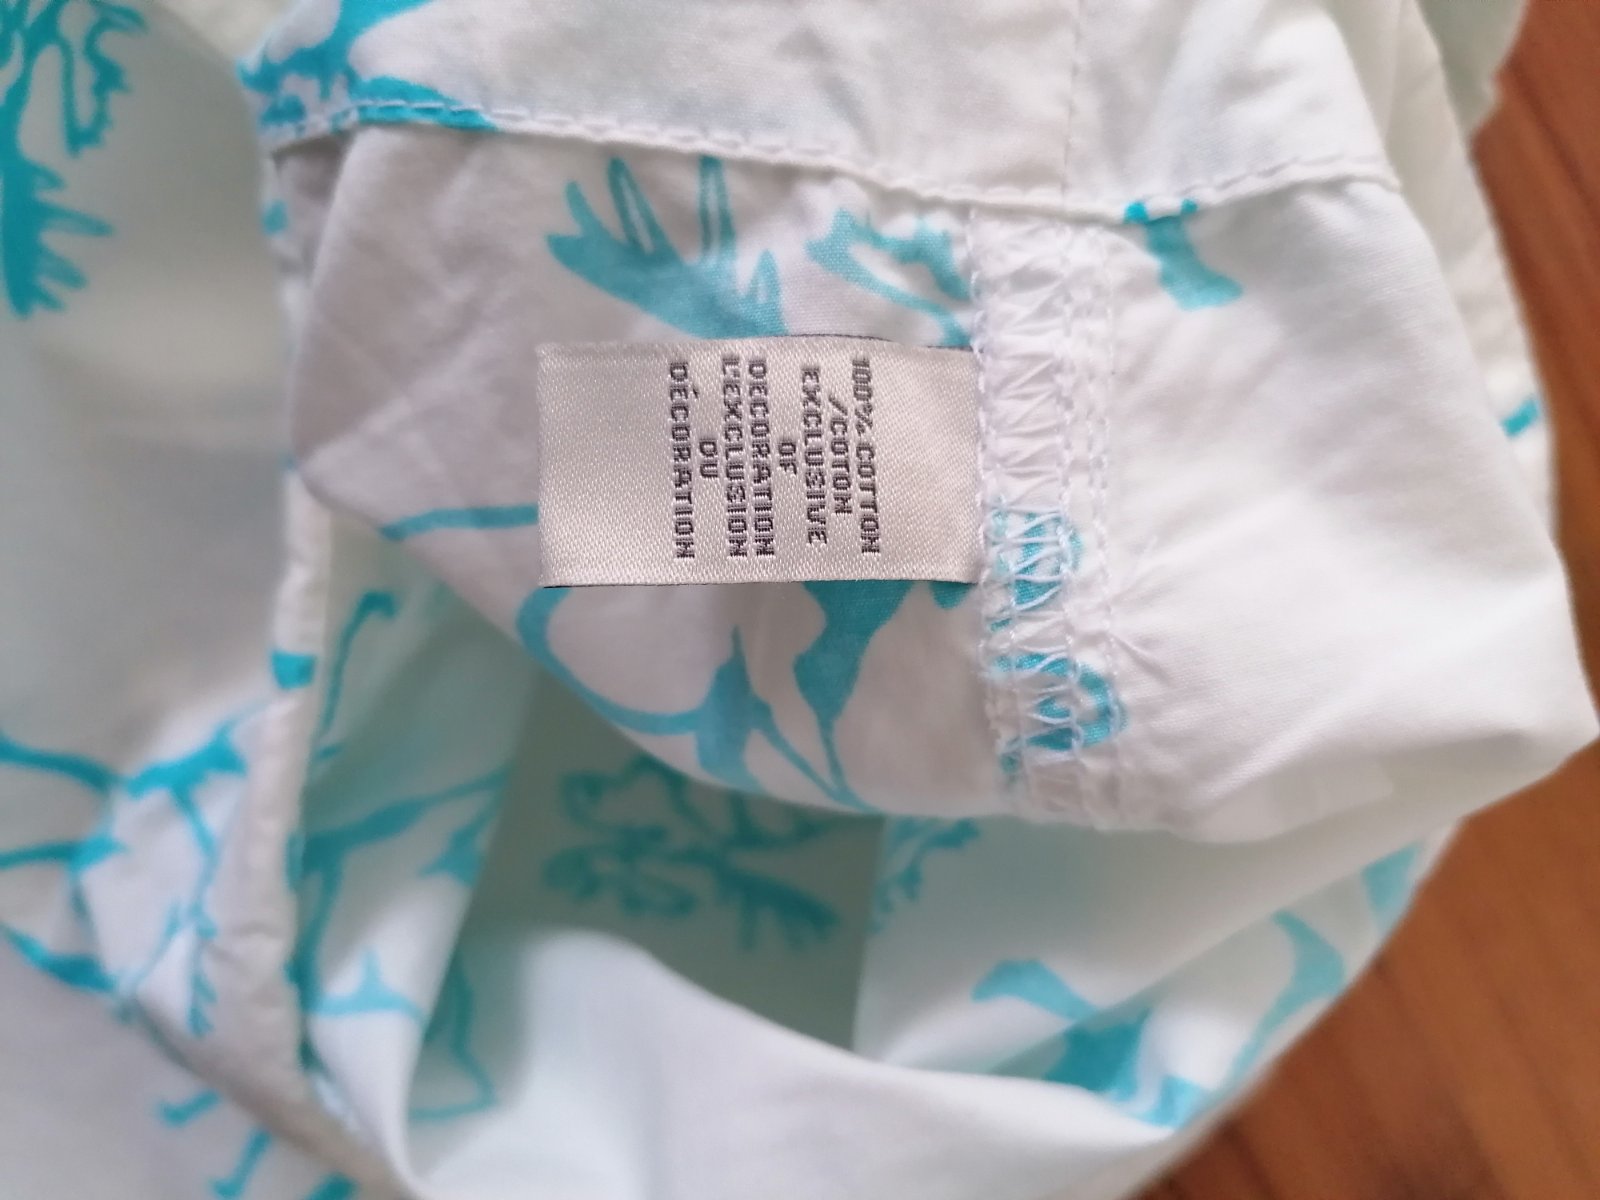 100% COTTON
/COTON
EXCLUSIVE
OF
DECORATION
L'EXCLUSION
DU
DÉCORATION